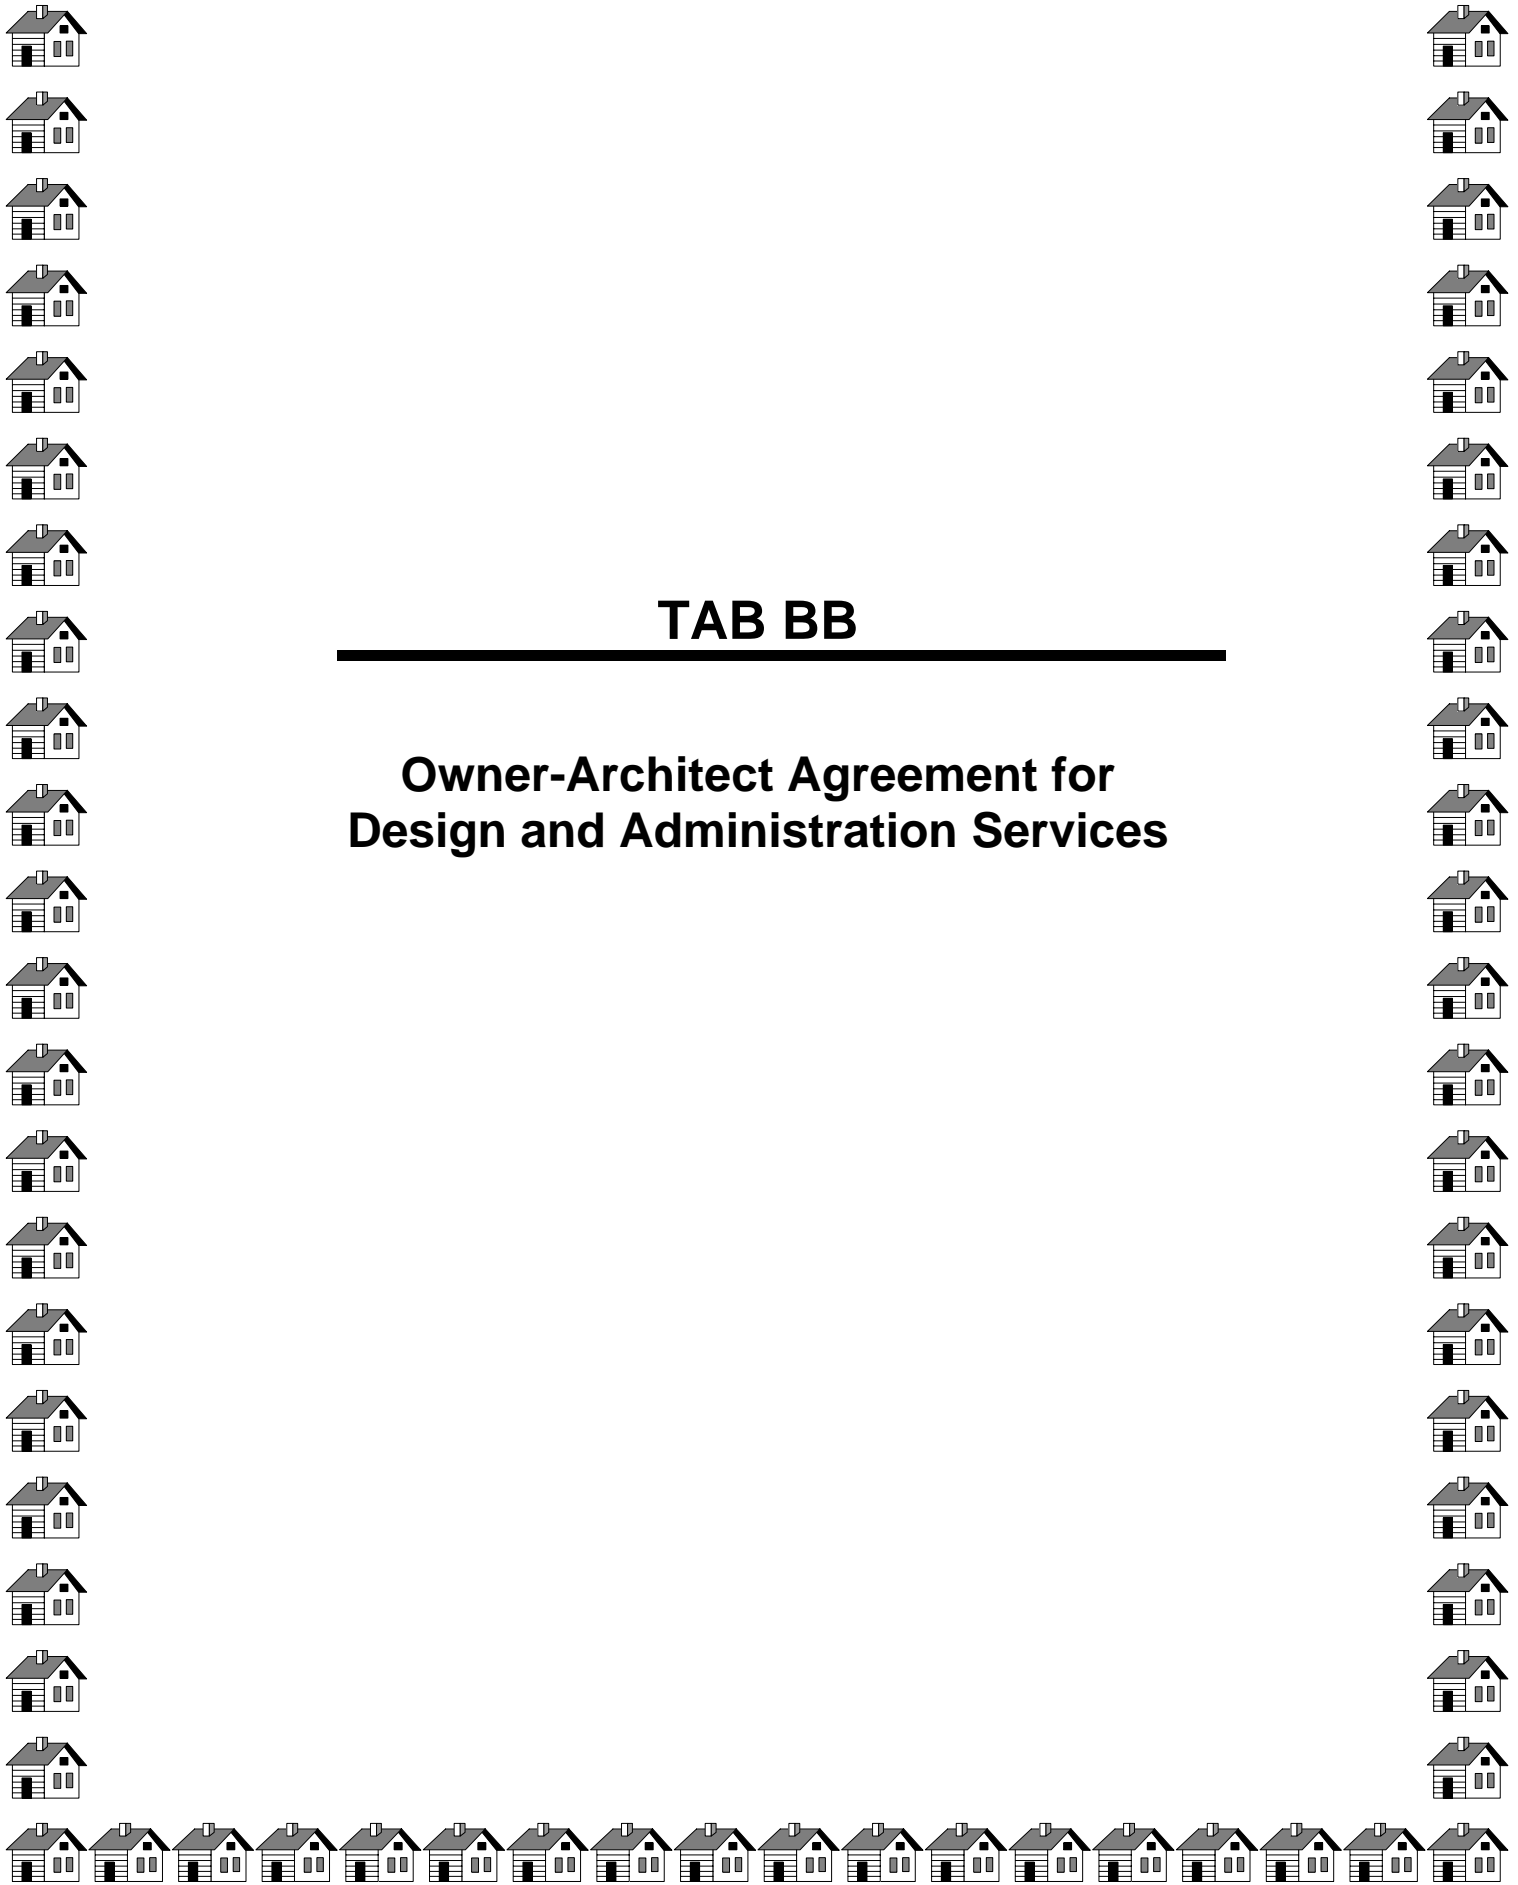 TAB BB
Owner-Architect Agreement for
Design and Administration Services